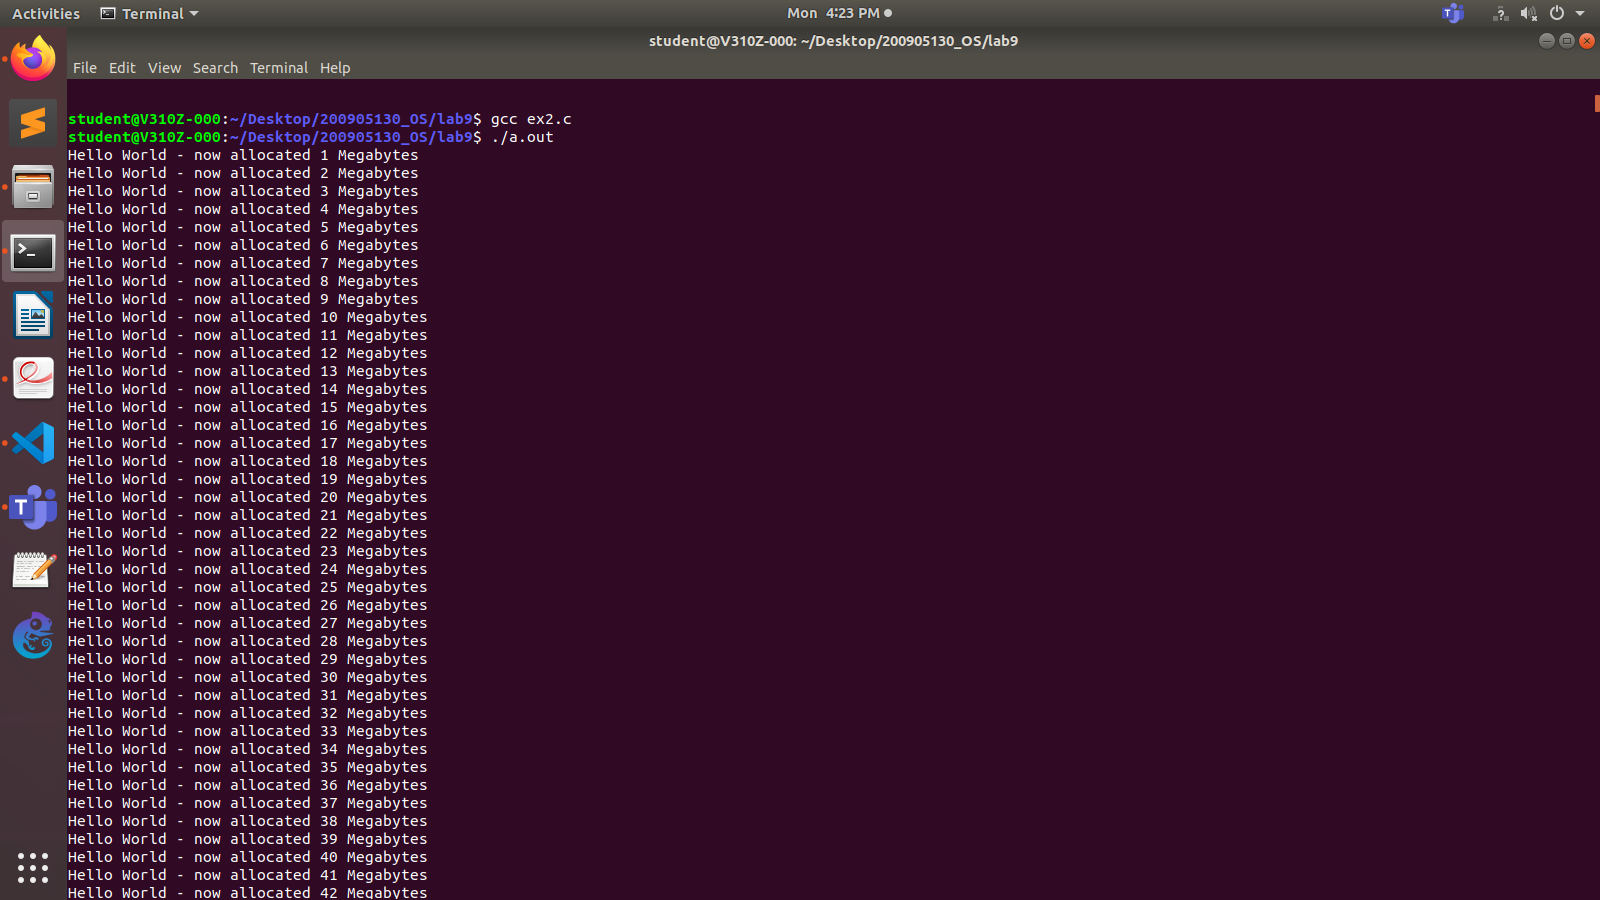 Activities Terminal Mon 4:23 PM
student@V310Z-000: ~/Desktop/200905130_OS/lab9
File Edit View Search Terminal Help
student@V310Z-000:~/Desktop/200905130_OS/lab9$ gcc ex2.c
student@V310Z-000:~/Desktop/200905130_OS/lab9$ ./a.out
Hello World - now allocated 1 Megabytes
Hello World - now allocated 2 Megabytes
Hello World - now allocated 3 Megabytes
Hello World - now allocated 4 Megabytes
Hello World - now allocated 5 Megabytes
Hello World - now allocated 6 Megabytes
Hello World - now allocated 7 Megabytes
Hello World - now allocated 8 Megabytes
Hello World - now allocated 9 Megabytes
Hello World - now allocated 10 Megabytes
Hello World - now allocated 11 Megabytes
Hello World - now allocated 12 Megabytes
Hello World - now allocated 13 Megabytes
Hello World - now allocated 14 Megabytes
Hello World - now allocated 15 Megabytes
Hello World - now allocated 16 Megabytes
Hello World - now allocated 17 Megabytes
Hello World - now allocated 18 Megabytes
Hello World - now allocated 19 Megabytes
Hello World - now allocated 20 Megabytes
Hello World - now allocated 21 Megabytes
Hello World - now allocated 22 Megabytes
Hello World - now allocated 23 Megabytes
Hello World - now allocated 24 Megabytes
Hello World - now allocated 25 Megabytes
Hello World - now allocated 26 Megabytes
Hello World - now allocated 27 Megabytes
Hello World - now allocated 28 Megabytes
Hello World - now allocated 29 Megabytes
Hello World - now allocated 30 Megabytes
Hello World - now allocated 31 Megabytes
Hello World - now allocated 32 Megabytes
Hello World - now allocated 33 Megabytes
Hello World - now allocated 34 Megabytes
Hello World - now allocated 35 Megabytes
Hello World - now allocated 36 Megabytes
Hello World - now allocated 37 Megabytes
Hello World - now allocated 38 Megabytes
Hello World - now allocated 39 Megabytes
Hello World - now allocated 40 Megabytes
Hello World - now allocated 41 Megabytes
Hello World - now allocated 42 Megabytes